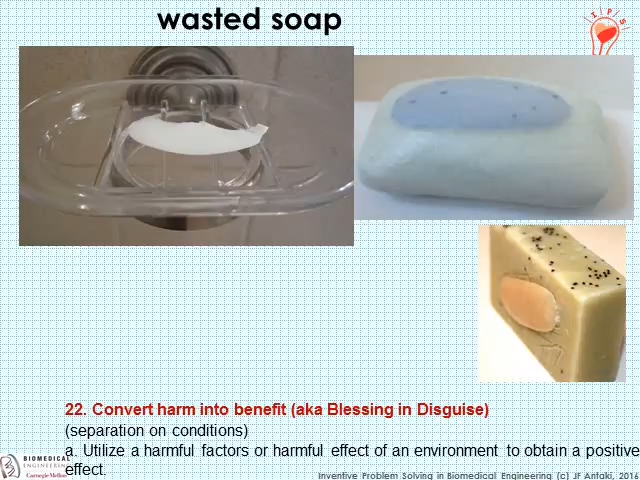 wasted soap
I P S
22. Convert harm into benefit (aka Blessing in Disguise)
(separation on conditions)
a. Utilize a harmful factors or harmful effect of an environment to obtain a positive
effect.
BIOMEDICAL
ENGINEERING
Carnegie Mellon
Inventive Problem Solving in Biomedical Engineering (c) JF Antaki, 2016